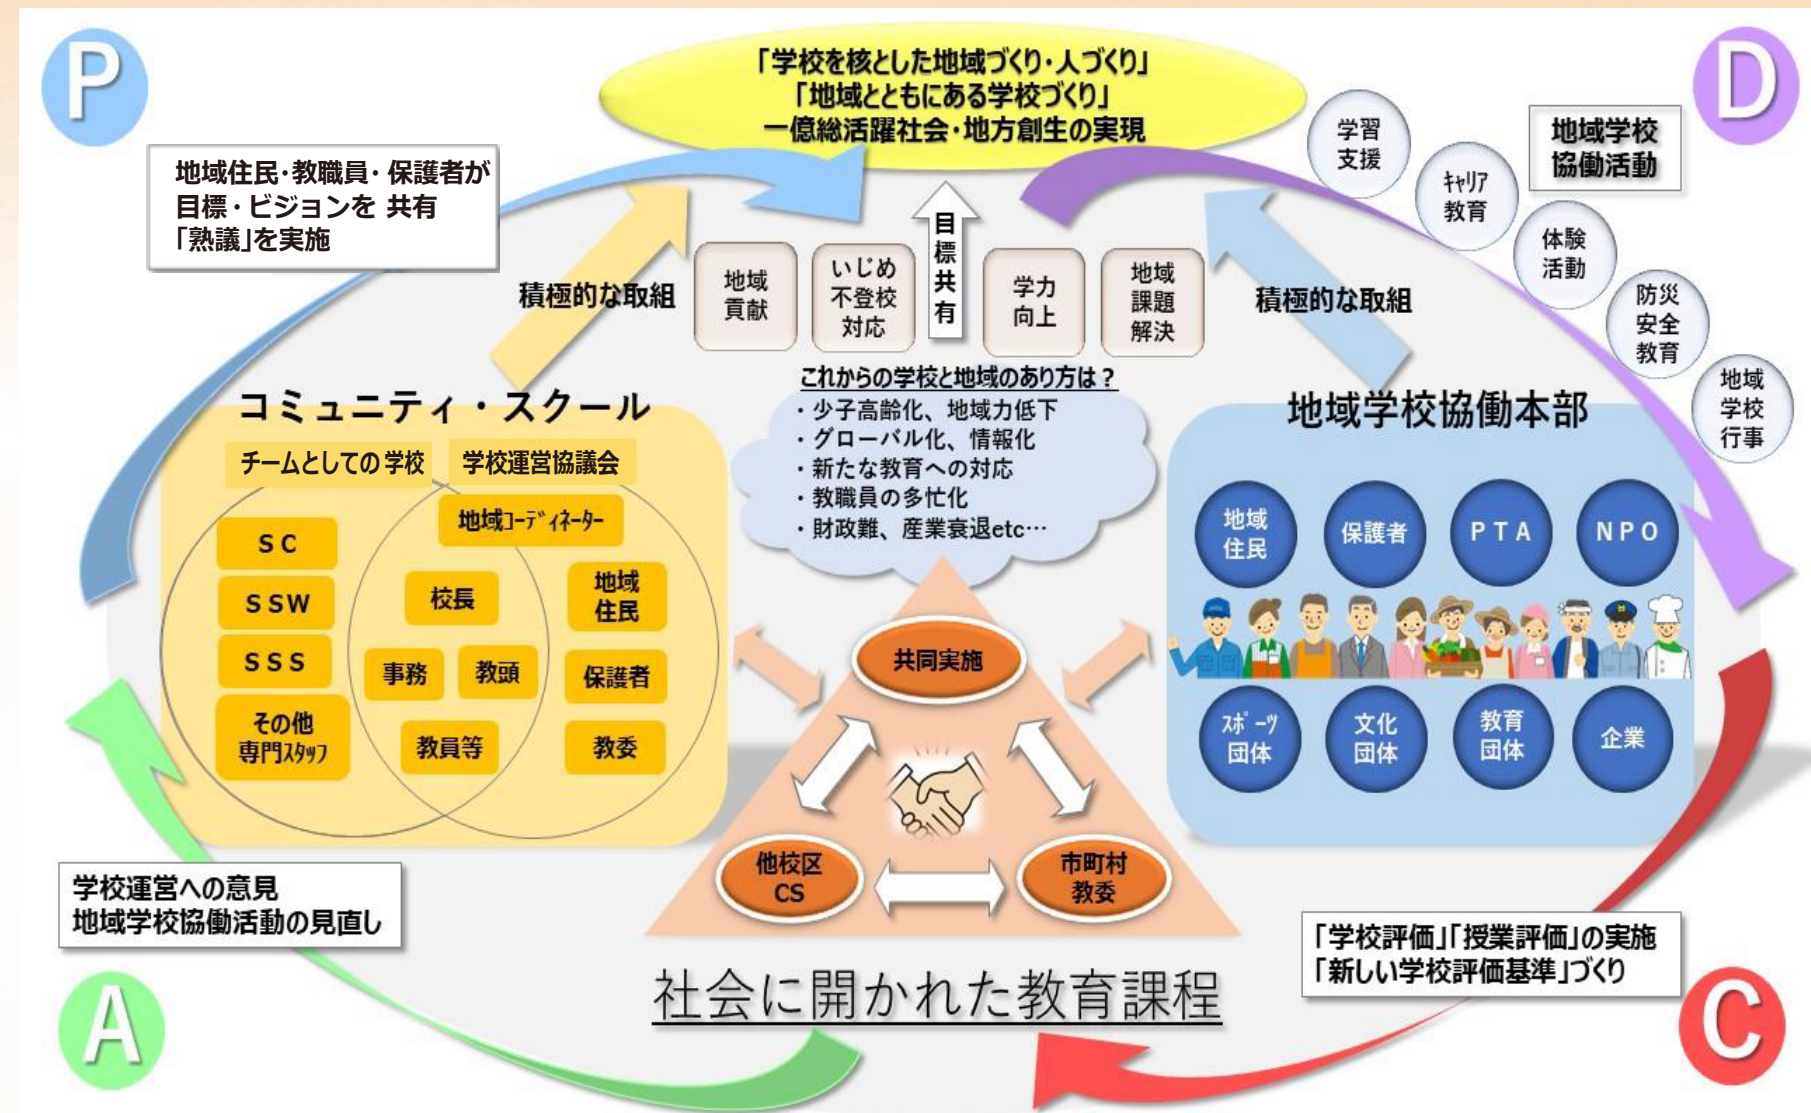 P
「学校を核とした地域づくり・人づくり」
「地域とともにある学校づくり」
一億総活躍社会・地方創生の実現
D
地域住民・教職員・保護者が
目標・ビジョンを 共有
「熟議」を実施
学習
支援
地域学校
協働活動
キャリア
教育
体験
活動
防災
安全
教育
地域
学校
行事
積極的な取組
地域
貢献
いじめ
不登校
対応
目標共有
学力
向上
地域
課題
解決
積極的な取組
これからの学校と地域のあり方は?
・少子高齢化、地域力低下
・グローバル化、情報化
・新たな教育への対応
・教職員の多忙化
・財政難、産業衰退etc…
コミュニティ・スクール
チームとしての学校
学校運営協議会
地域コーディネーター
SC
SSW
SSS
その他
専門スタッフ
校長
事務
教頭
教員等
地域
住民
保護者
教委
地域学校協働本部
地域
住民
保護者
PTA
NPO
スポーツ
団体
文化
団体
教育
団体
企業
共同実施
他校区
CS
市町村
教委
学校運営への意見
地域学校協働活動の見直し
「学校評価」「授業評価」の実施
「新しい学校評価基準」づくり
社会に開かれた教育課程
A
C